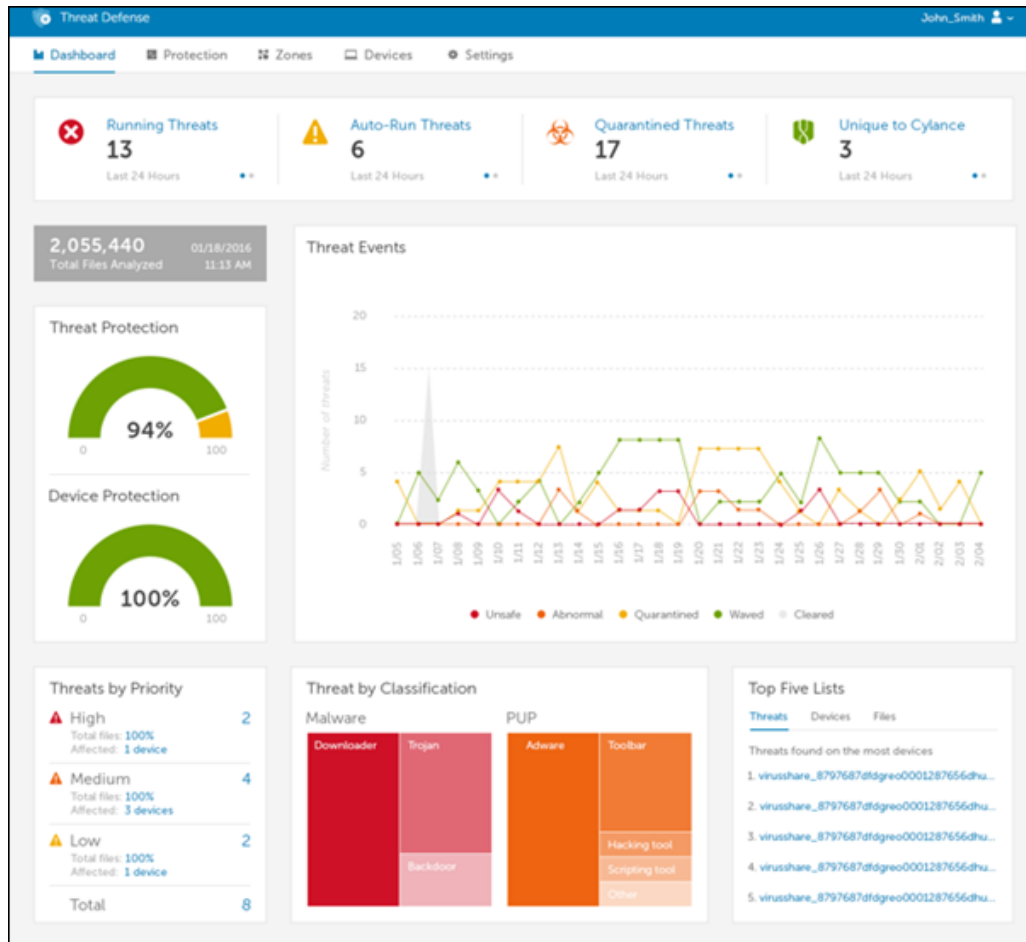 Threat Defense
John_Smith
Dashboard
Protection
Zones
Devices
Settings
Running Threats
13
Last 24 Hours
Auto-Run Threats
6
Last 24 Hours
Quarantined Threats
17
Last 24 Hours
Unique to Cylance
3
Last 24 Hours
2,055,440
Total Files Analyzed
01/18/2016
11:13 AM
Threat Protection
94%
0 100
Device Protection
100%
0 100
Threat Events
Number of threats
20
15
10
5
0
1/05 1/06 1/07 1/08 1/09 1/10 1/11 1/12 1/13 1/14 1/15 1/16 1/17 1/18 1/19 1/20 1/21 1/22 1/23 1/24 1/25 1/26 1/27 1/28 1/29 1/30 2/01 2/02 2/03 2/04
Unsafe Abnormal Quarantined Waved Cleared
Threats by Priority
High 2
Total files: 100%
Affected: 1 device
Medium 4
Total files: 100%
Affected: 3 devices
Low 2
Total files: 100%
Affected: 1 device
Total 8
Threat by Classification
Malware
Downloader
Trojan
Backdoor
PUP
Adware
Toolbar
Hacking tool
Scripting tool
Other
Top Five Lists
Threats Devices Files
Threats found on the most devices
1. virusshare_8797687dfdgreo0001287656dhu...
2. virusshare_8797687dfdgreo0001287656dhu...
3. virusshare_8797687dfdgreo0001287656dhu...
4. virusshare_8797687dfdgreo0001287656dhu...
5. virusshare_8797687dfdgreo0001287656dhu...